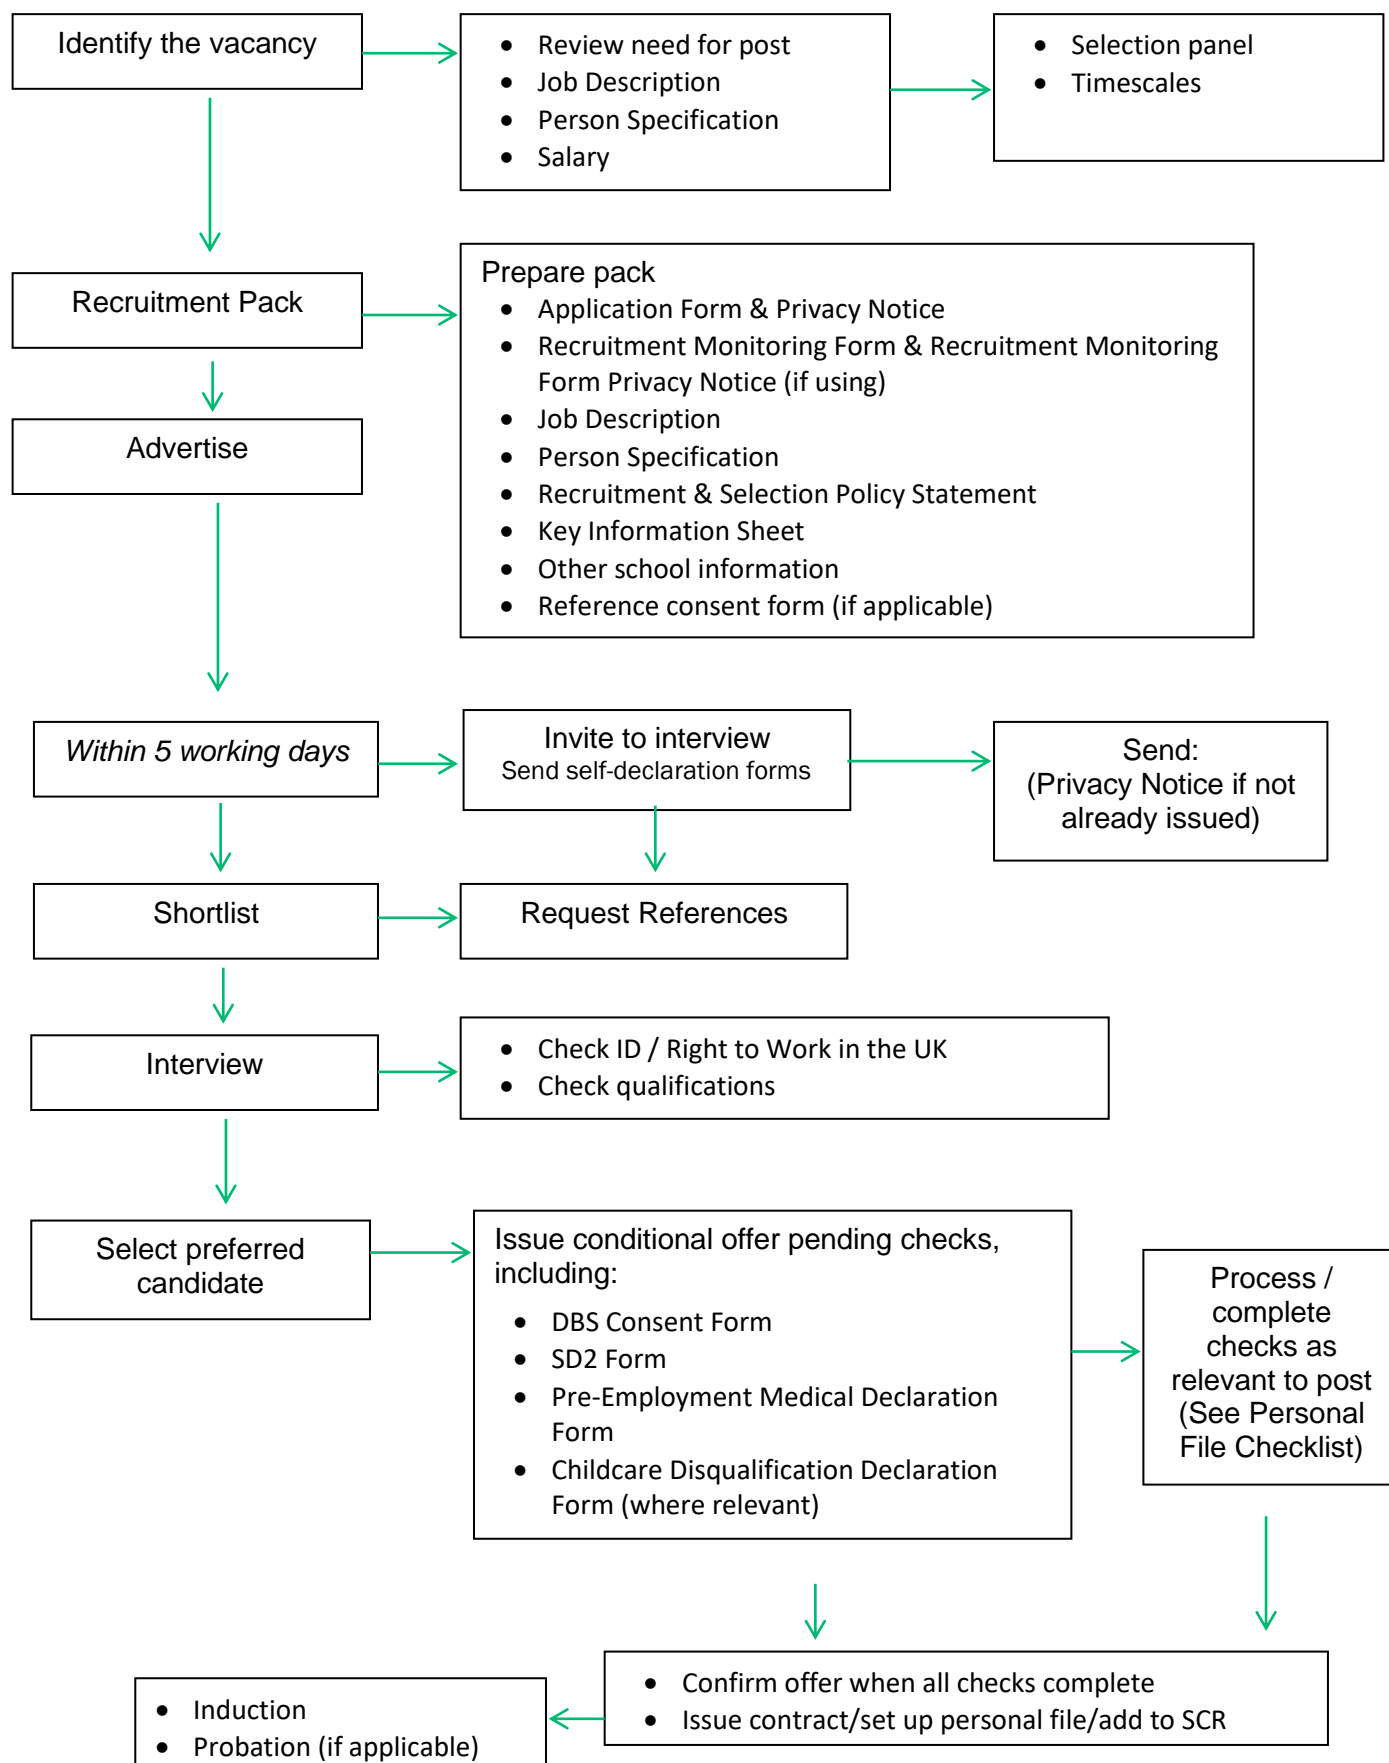 Identify the vacancy
• Review need for post
• Job Description
• Person Specification
• Salary
• Selection panel
• Timescales
Recruitment Pack
Prepare pack
• Application Form & Privacy Notice
• Recruitment Monitoring Form & Recruitment Monitoring
Form Privacy Notice (if using)
• Job Description
• Person Specification
• Recruitment & Selection Policy Statement
• Key Information Sheet
• Other school information
• Reference consent form (if applicable)
Advertise
Within 5 working days
Invite to interview
Send self-declaration forms
Send:
(Privacy Notice if not
already issued)
Shortlist
Request References
Interview
• Check ID / Right to Work in the UK
• Check qualifications
Select preferred
candidate
Issue conditional offer pending checks,
including:
• DBS Consent Form
• SD2 Form
• Pre-Employment Medical Declaration
Form
• Childcare Disqualification Declaration
Form (where relevant)
Process /
complete
checks as
relevant to post
(See Personal
File Checklist)
• Confirm offer when all checks complete
• Issue contract/set up personal file/add to SCR
• Induction
• Probation (if applicable)